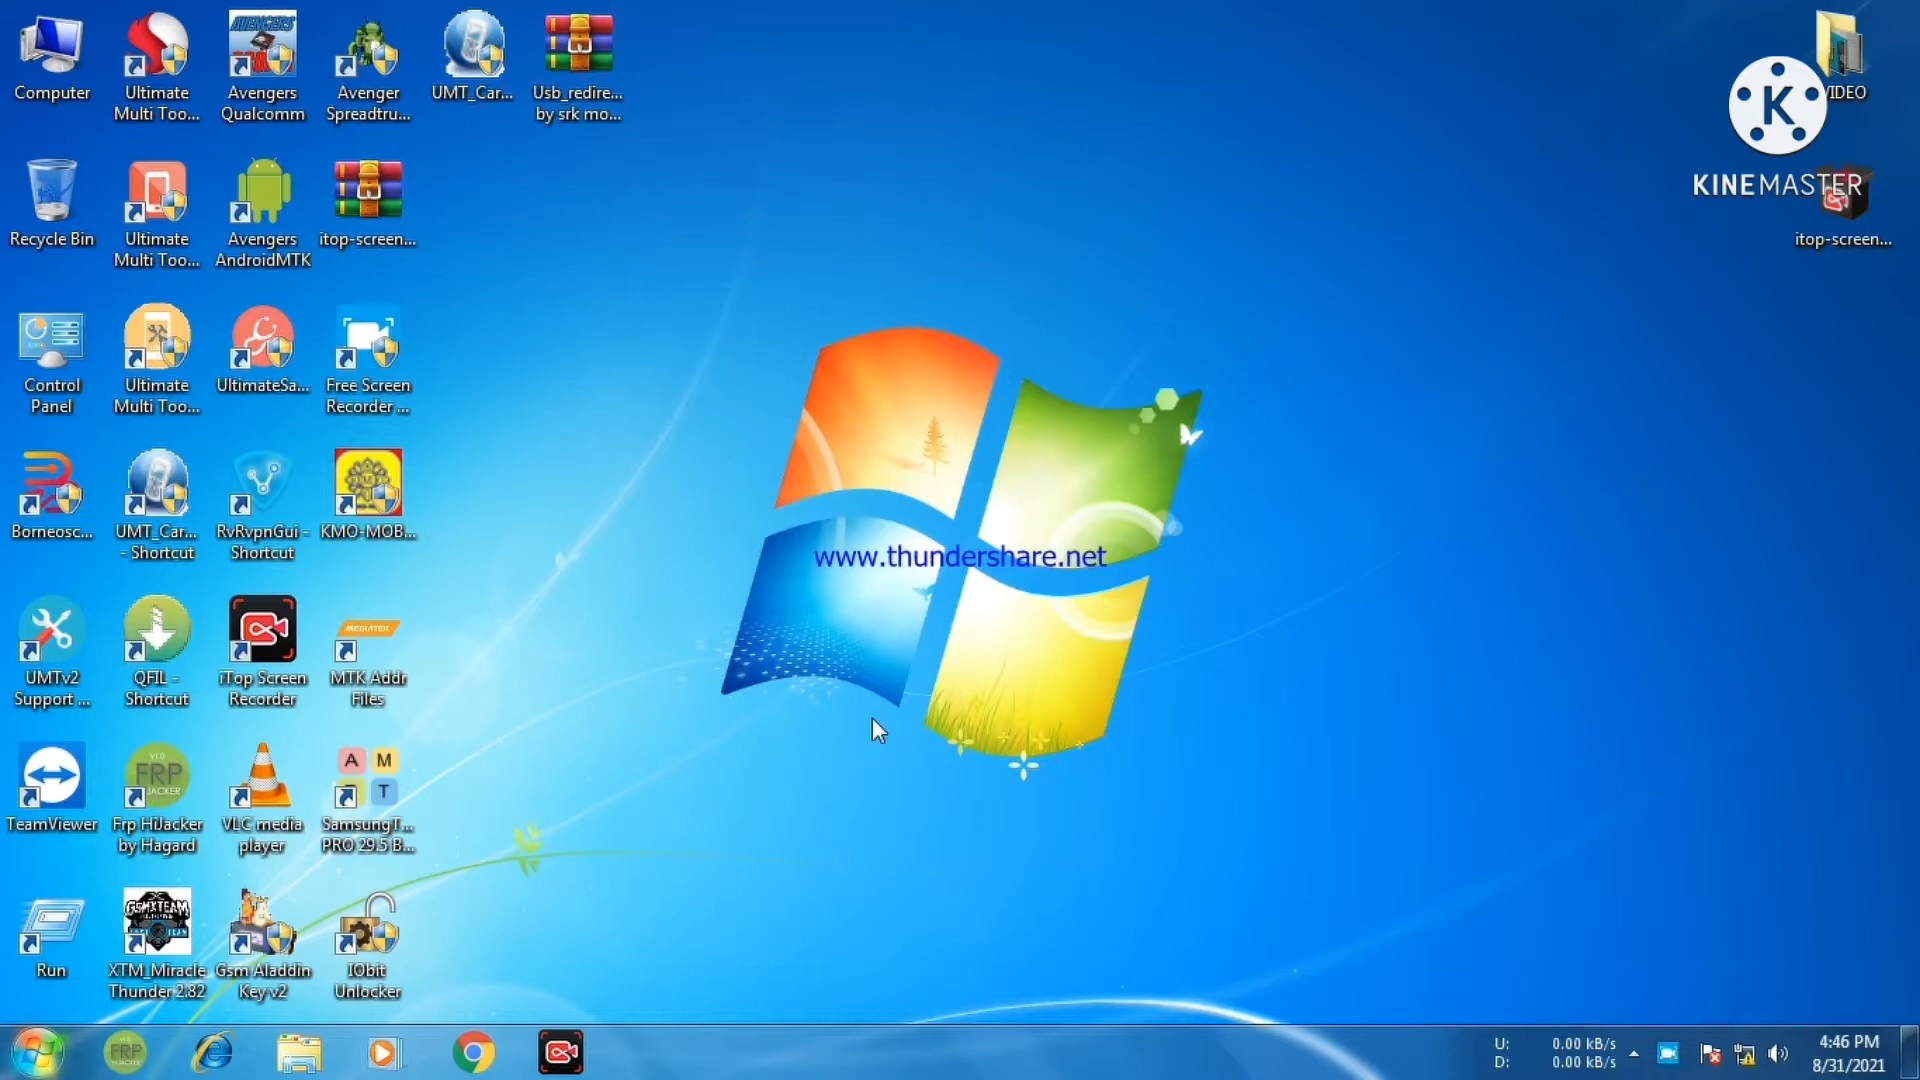 Computer
Ultimate
Multi Too...
Avengers
Qualcomm
Avenger
Spreadtru...
UMT_Car...
Usb_redire...
by srk mo...
VIDEO
K
KINEMASTER
Recycle Bin
Ultimate
Multi Too...
Avengers
AndroidMTK
itop-screen...
itop-screen...
Control
Panel
Ultimate
Multi Too...
UltimateSa...
Free Screen
Recorder ...
Borneosc...
UMT_Car...
- Shortcut
RvRvpnGui -
Shortcut
KMO-MOB...
www.thundershare.net
UMTv2
Support ...
QFIL -
Shortcut
iTop Screen
Recorder
MEDIATEK
MTK Addr
Files
TeamViewer
FRP
Frp HiJacker
by Hagard
VLC media
player
A M
T
SamsungT...
PRO 29.5 B...
Run
GSMXTEAM
XTM_Miracle
Thunder 2.82
Gsm Aladdin
Key v2
IObit
Unlocker
FRP
U: 0.00 kB/s
D: 0.00 kB/s
4:46 PM
8/31/2021